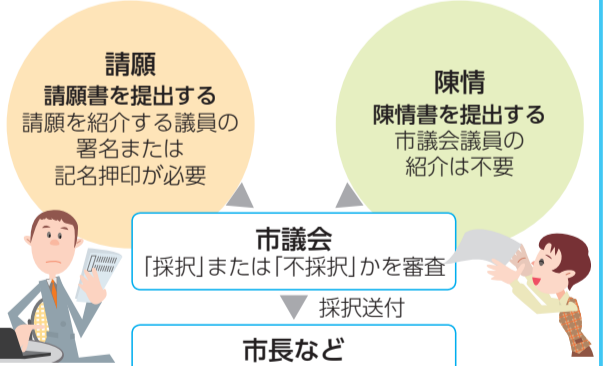 請願
請願書を提出する
請願を紹介する議員の
署名または
記名押印が必要
陳情
陳情書を提出する
市議会議員の
紹介は不要
市議会
「採択」または「不採択」かを審査
採択送付
市長など